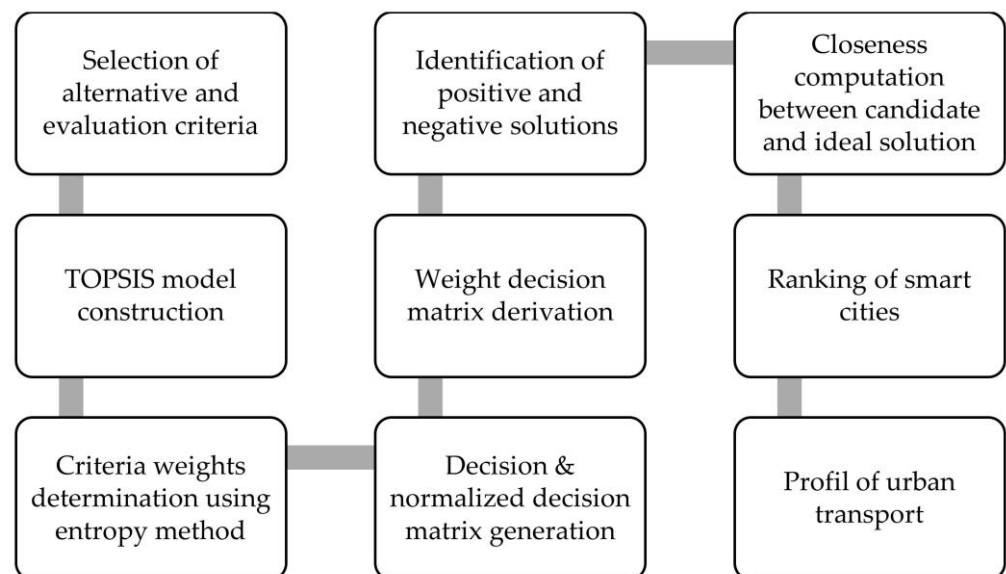 Selection of
alternative and
evaluation criteria
TOPSIS model
construction
Criteria weights
determination using
entropy method
Decision &
normalized decision
matrix generation
Weight decision
matrix derivation
Identification of
positive and
negative solutions
Closeness
computation
between candidate
and ideal solution
Ranking of smart
cities
Profil of urban
transport